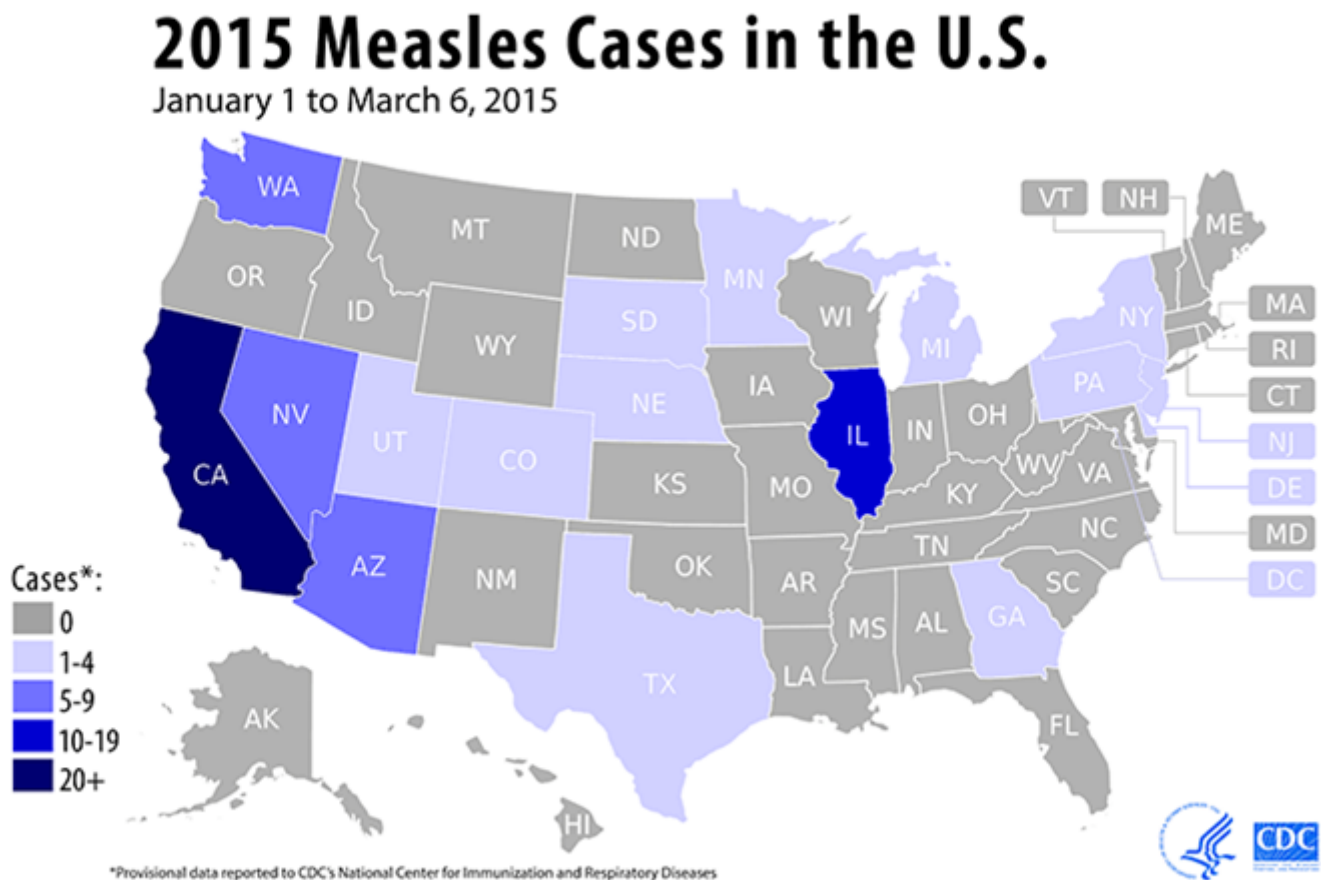 2015 Measles Cases in the U.S.
January 1 to March 6, 2015
WA
MT
ND
MN
VT
NH
ME
OR
ID
WY
SD
WI
MI
NY
MA
RI
CT
NV
UT
CO
NE
IA
IL
IN
OH
PA
NJ
DE
CA
KS
MO
KY
WV
VA
MD
DC
AZ
NM
OK
AR
TN
NC
SC
TX
LA
MS
AL
GA
FL
AK
HI
Cases*:
0
1-4
5-9
10-19
20+
CDC
*Provisional data reported to CDC's National Center for Immunization and Respiratory Diseases